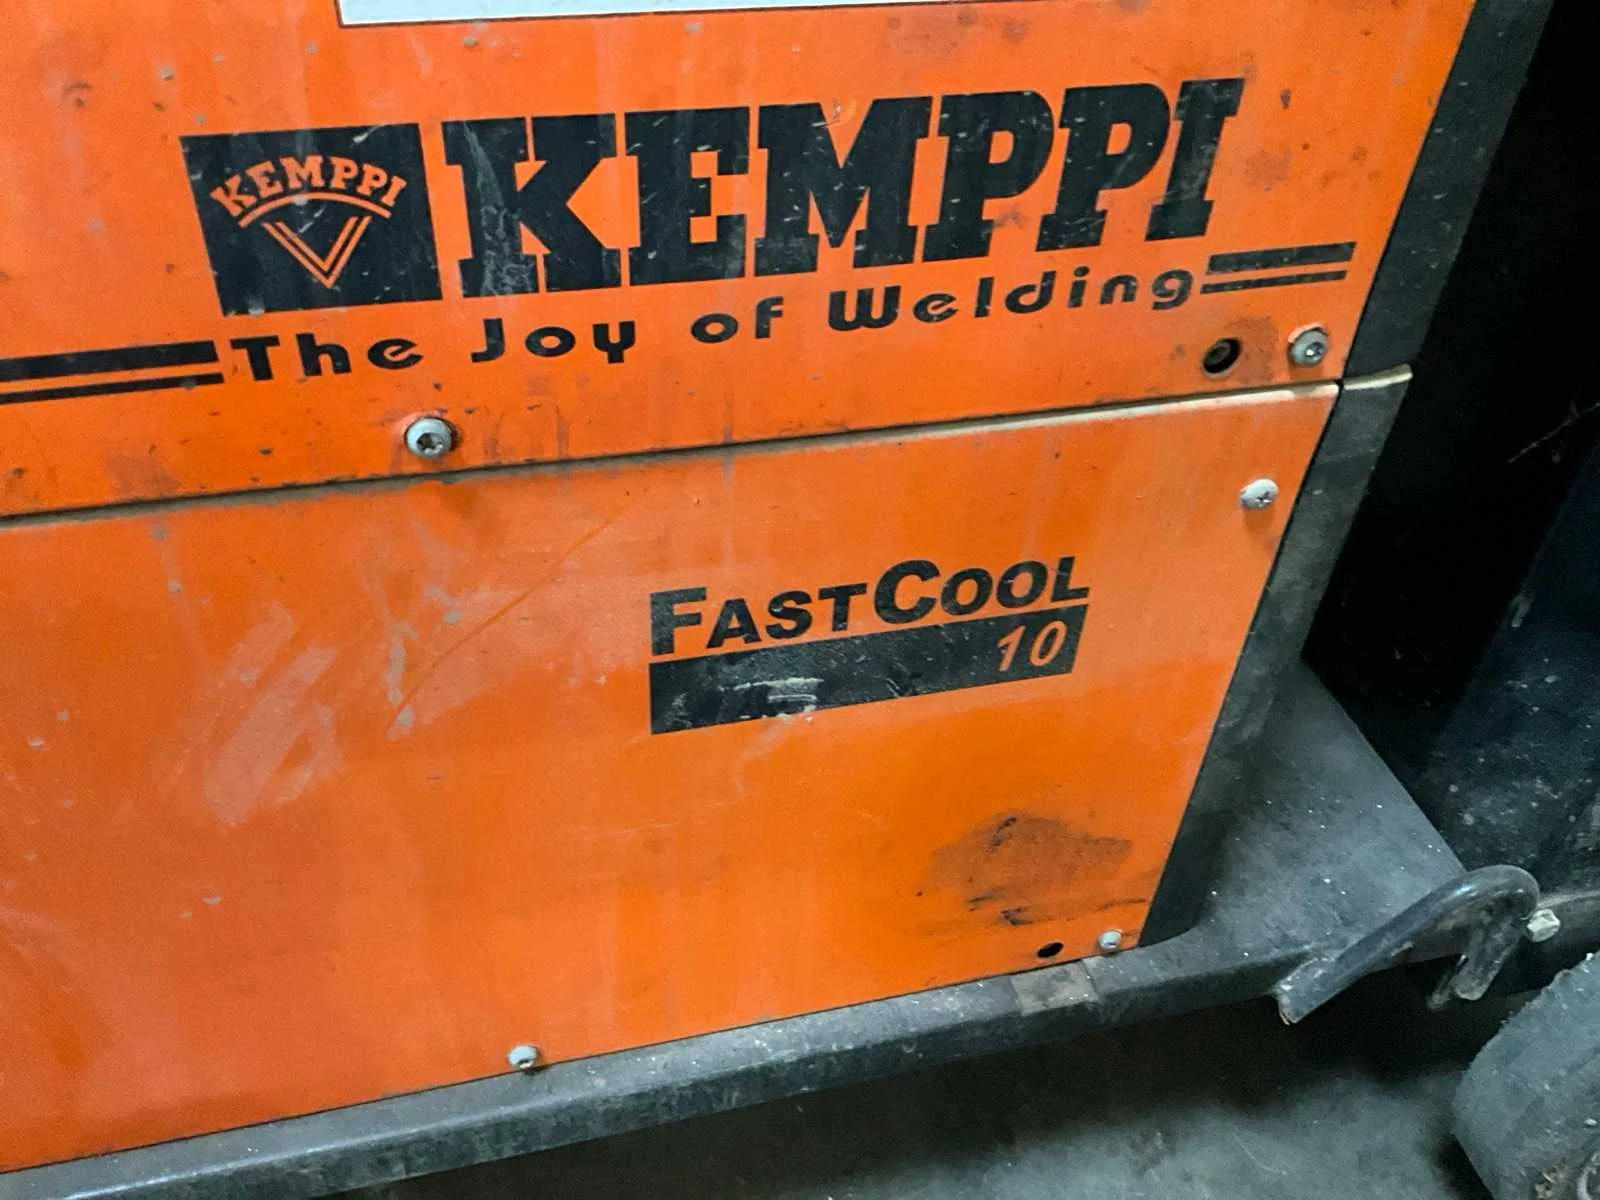 KEMPPI
KEMPPI
The Joy of Welding
FASTCOOL
10